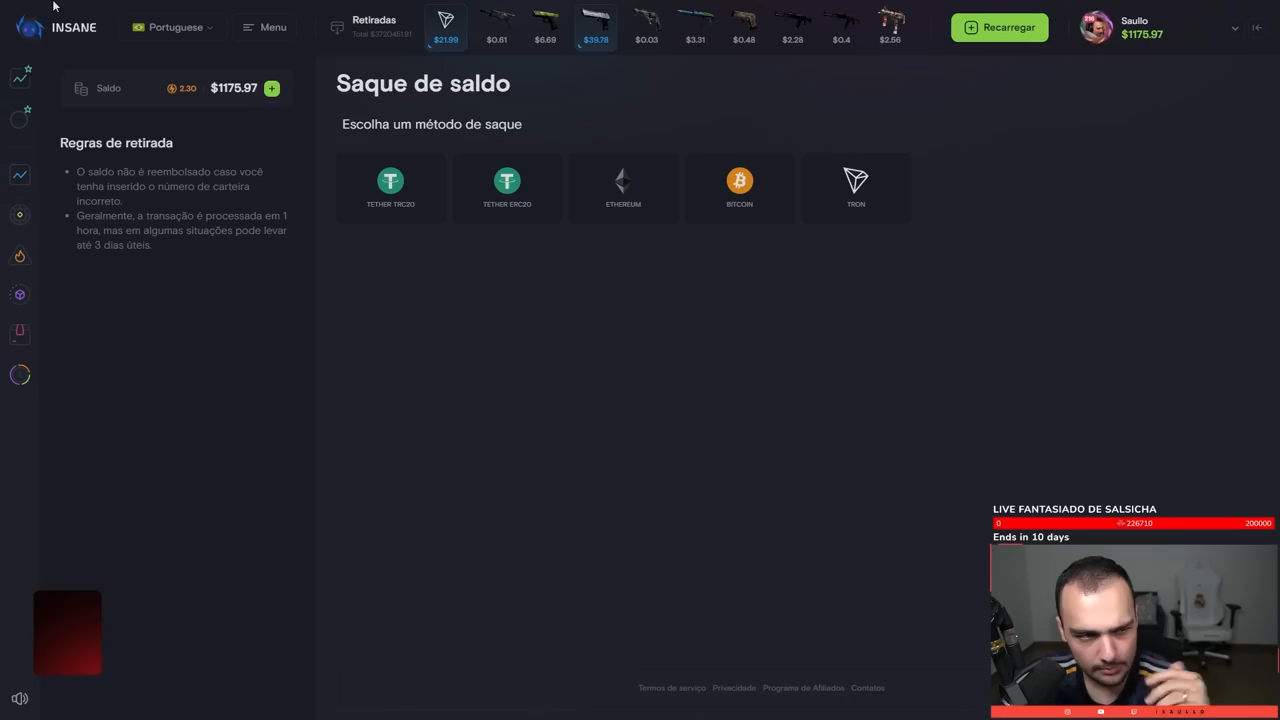 INSANE
Portuguese
Menu
Retiradas
Total $3720451.91
$21.99
$0.61
$6.69
$39.78
$0.03
$3.31
$0.48
$2.28
$0.4
$2.56
Recarregar
210
Saullo
$1175.97
Saldo
2.30
$1175.97
Saque de saldo
Escolha um método de saque
Regras de retirada
O saldo não é reembolsado caso você
tenha inserido o número de carteira
incorreto.
Geralmente, a transação é processada em 1
hora, mas em algumas situações pode levar
até 3 dias úteis.
TETHER TRC20
TETHER ERC20
ETHEREUM
BITCOIN
TRON
LIVE FANTASIADO DE SALSICHA
0
226710
200000
Ends in 10 days
Termos de serviço
Privacidade
Programa de Afiliados
Contatos